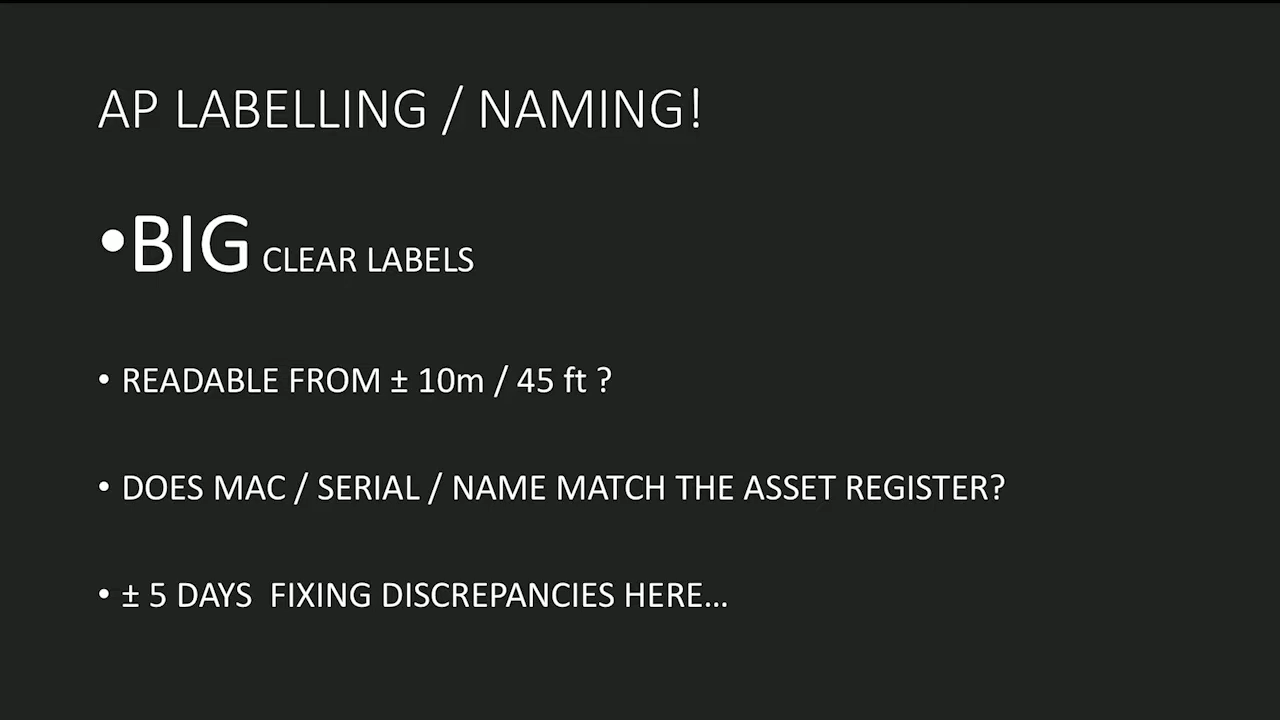 AP LABELLING / NAMING!
•BIG CLEAR LABELS
• READABLE FROM ± 10m / 45 ft ?
• DOES MAC / SERIAL / NAME MATCH THE ASSET REGISTER?
• ± 5 DAYS  FIXING DISCREPANCIES HERE…